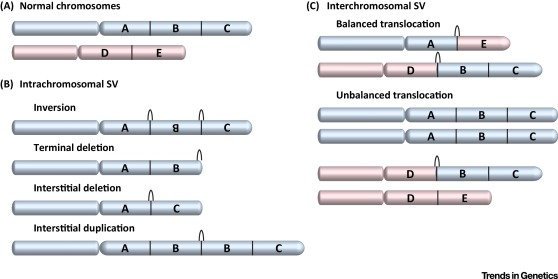 (A) Normal chromosomes
A B C
D E
(B) Intrachromosomal SV
Inversion
A B C
Terminal deletion
A B
Interstitial deletion
A C
Interstitial duplication
A B B C
(C) Interchromosomal SV
Balanced translocation
A E
D B C
Unbalanced translocation
A B C
A B C
D B C
D E
Trends in Genetics